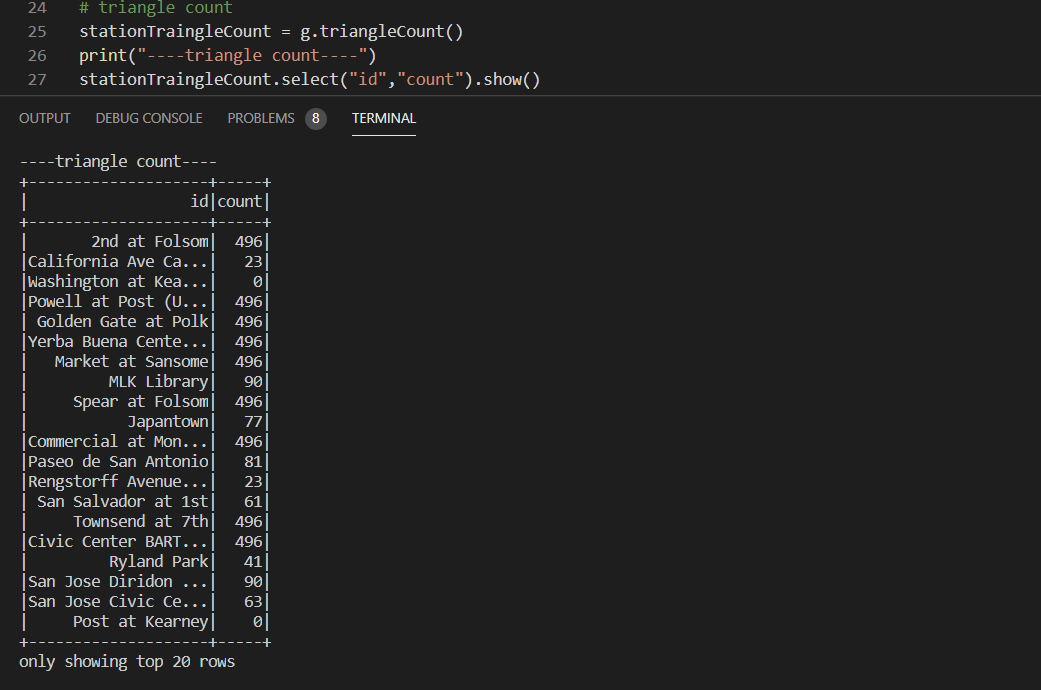 24 # triangle count
25 stationTraingleCount = g.triangleCount()
26 print("----triangle count----")
27 stationTraingleCount.select("id","count").show()
OUTPUT DEBUG CONSOLE PROBLEMS 8 TERMINAL
----triangle count----
+--------------------+-----+
|                  id|count|
+--------------------+-----+
|       2nd at Folsom|  496|
|California Ave Ca...|   23|
|Washington at Kea...|    0|
|Powell at Post (U...|  496|
| Golden Gate at Polk|  496|
|Yerba Buena Cente...|  496|
|   Market at Sansome|  496|
|         MLK Library|   90|
|     Spear at Folsom|  496|
|           Japantown|   77|
|Commercial at Mon...|  496|
|Paseo de San Antonio|   81|
|Rengstorff Avenue...|   23|
| San Salvador at 1st|   61|
|     Townsend at 7th|  496|
|Civic Center BART...|  496|
|         Ryland Park|   41|
|San Jose Diridon ...|   90|
|San Jose Civic Ce...|   63|
|     Post at Kearney|    0|
+--------------------+-----+
only showing top 20 rows